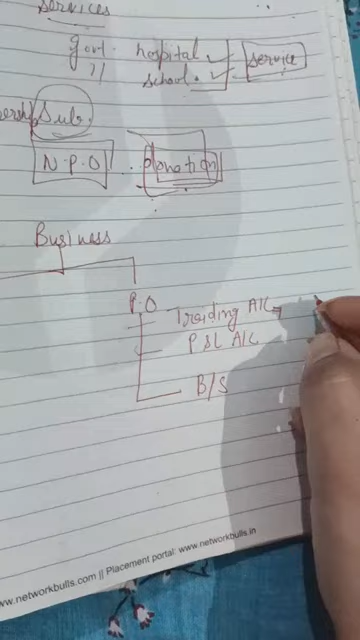 services
Govt. hospital
" school. service
Sub.
N.P.O ... Donation
Business
P.O Trading A/C
P & L A/C
B/S
www.networkbulls.com || Placement portal: www.networkbulls.in